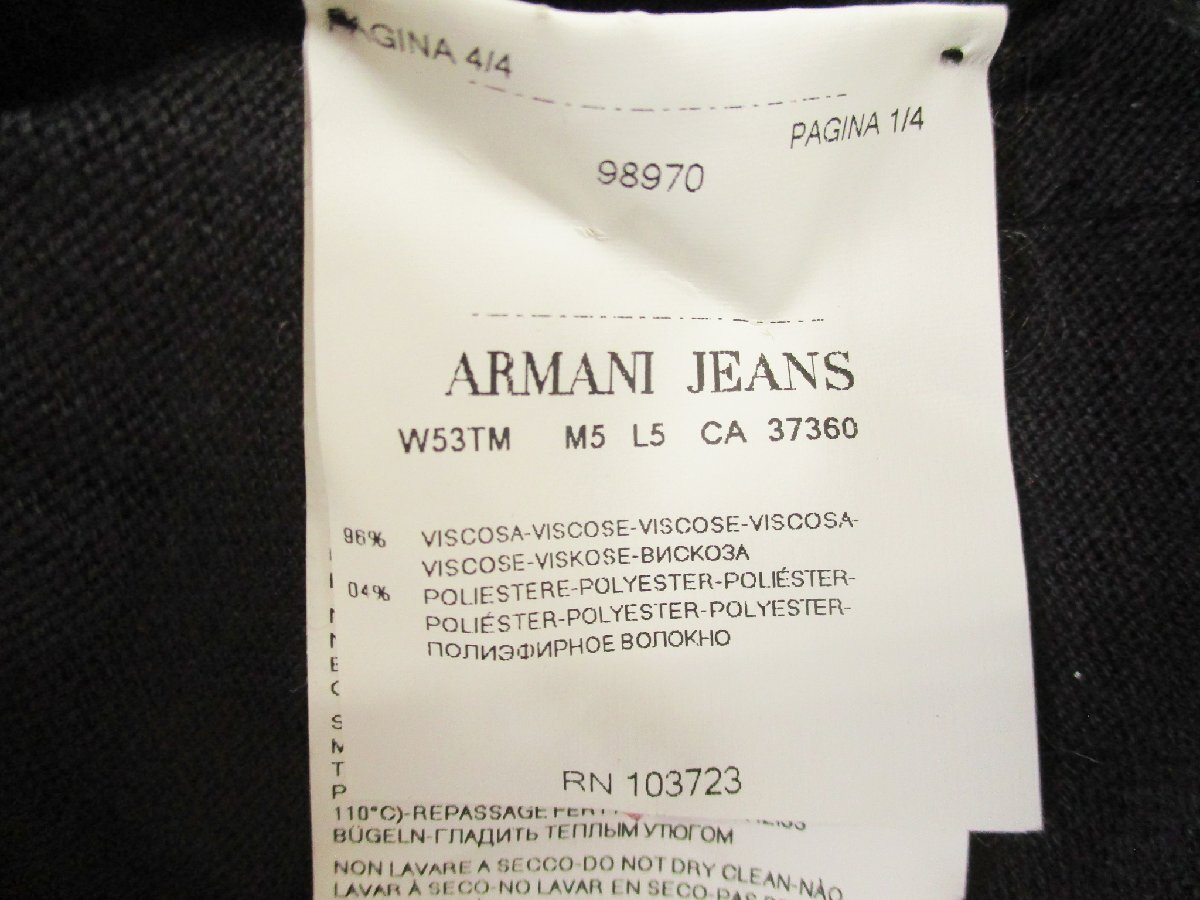 PAGINA 4/4
PAGINA 1/4
98970
ARMANI JEANS
W53TM M5 L5 CA 37360
96% VISCOSA-VISCOSE-VISCOSE-VISCOSA-
VISCOSE-VISKOSE-ВИСКОЗА
04% POLIESTERE-POLYESTER-POLIÉSTER-
POLIÉSTER-POLYESTER-POLYESTER-
ПОЛИЭФИРНОЕ ВОЛОКНО
RN 103723
110°C)-REPASSAGE
BÜGELN-ГЛАДИТЬ ТЕПЛЫМ УТЮГОМ
NON LAVARE A SECCO-DO NOT DRY CLEAN-NÃO
LAVAR À SECO-NO LAVAR EN SECO-PAS